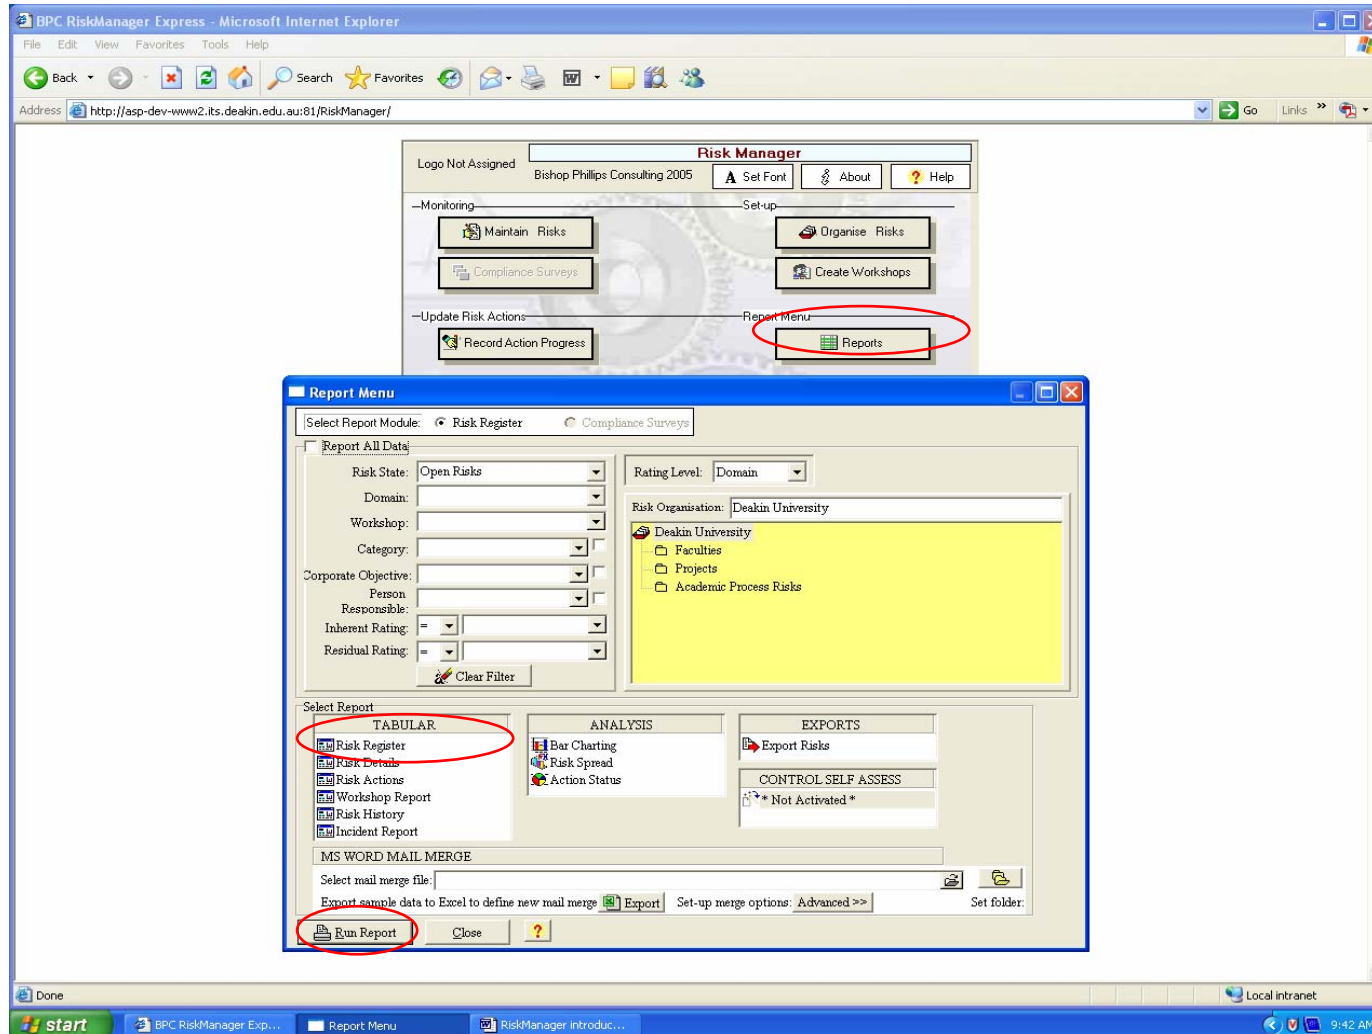 BPC RiskManager Express - Microsoft Internet Explorer
File Edit View Favorites Tools Help
Back Search Favorites
Address http://asp-dev-www2.its.deakin.edu.au:81/RiskManager/ Go Links »
Logo Not Assigned
Risk Manager
Bishop Phillips Consulting 2005 A Set Font About ? Help
Monitoring Set-up
Maintain Risks Organise Risks
Compliance Surveys Create Workshops
Update Risk Actions Report Menu
Record Action Progress Reports
Report Menu
Select Report Module: Risk Register Compliance Surveys
Report All Data
Risk State: Open Risks
Domain:
Workshop:
Category:
Corporate Objective:
Person
Responsible:
Inherent Rating: =
Residual Rating: =
Clear Filter
Rating Level: Domain
Risk Organisation: Deakin University
Deakin University
Faculties
Projects
Academic Process Risks
Select Report
TABULAR
Risk Register
Risk Details
Risk Actions
Workshop Report
Risk History
Incident Report
ANALYSIS
Bar Charting
Risk Spread
Action Status
EXPORTS
Export Risks
CONTROL SELF ASSESS
* Not Activated *
MS WORD MAIL MERGE
Select mail merge file:
Export sample data to Excel to define new mail merge Export Set-up merge options: Advanced >> Set folder:
Run Report Close ?
Done Local intranet
start BPC RiskManager Exp... Report Menu RiskManager introduc... 9:42 AM